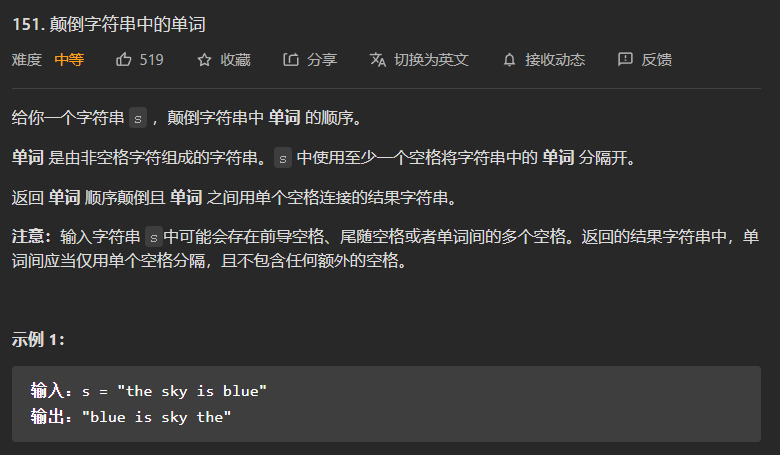 151. 颠倒字符串中的单词
难度 中等 519 收藏 分享 切换为英文 接收动态 反馈
给你一个字符串 s ，颠倒字符串中 单词 的顺序。
单词 是由非空格字符组成的字符串。s 中使用至少一个空格将字符串中的 单词 分隔开。
返回 单词 顺序颠倒且 单词 之间用单个空格连接的结果字符串。
注意：输入字符串 s中可能会存在前导空格、尾随空格或者单词间的多个空格。返回的结果字符串中，单
词间应当仅用单个空格分隔，且不包含任何额外的空格。
示例 1：
输入：s = "the sky is blue"
输出："blue is sky the"